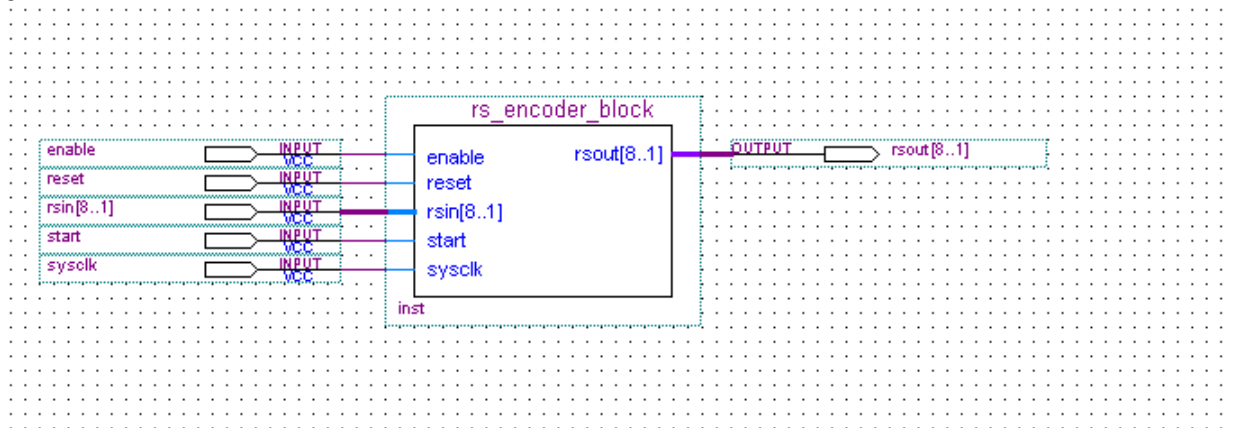 rs_encoder_block
enable INPUT VCC enable rsout[8..1] OUTPUT rsout[8..1]
reset INPUT VCC reset
rsin[8..1] INPUT VCC rsin[8..1]
start INPUT VCC start
sysclk INPUT VCC sysclk
inst